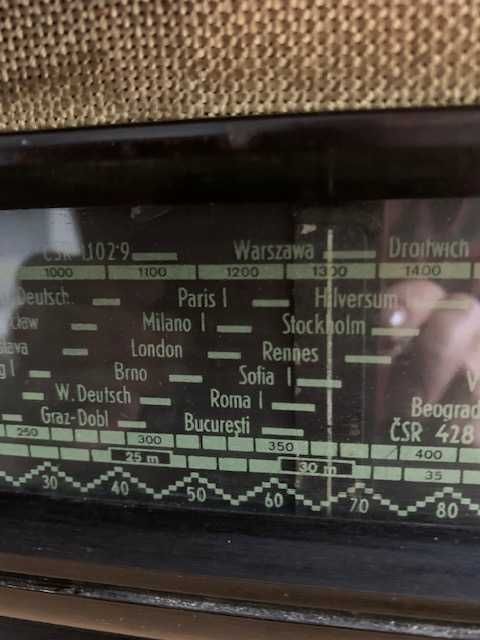 ČSR 1102·9 Warszawa Droitwich
1000 1100 1200 1300 1400
W.Deutsch. Paris I Hilversum
Milano I Stockholm
London Rennes
Brno Sofia I
W.Deutsch Roma I Beograd
Graz-Dobl București ČSR 428
250 300 350 400
25 m 30 m 35
30 40 50 60 70 80